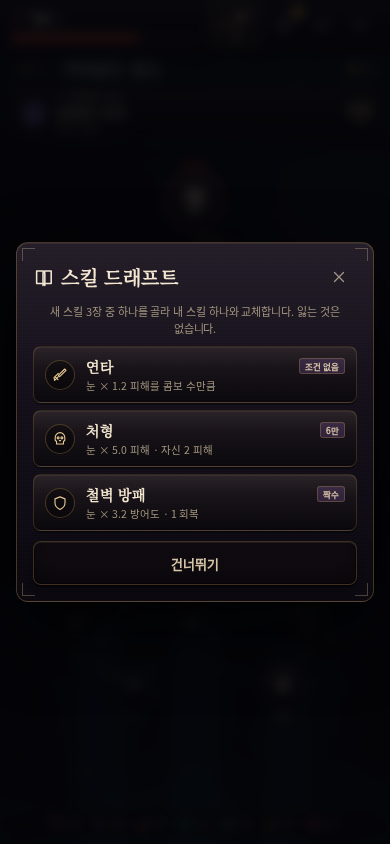 스킬 드래프트
새 스킬 3장 중 하나를 골라 내 스킬 하나와 교체합니다. 잃는 것은
없습니다.
연타
조건 없음
눈 × 1.2 피해를 콤보 수만큼
처형
6만
눈 × 5.0 피해 · 자신 2 피해
철벽 방패
짝수
눈 × 3.2 방어도 · 1 회복
건너뛰기